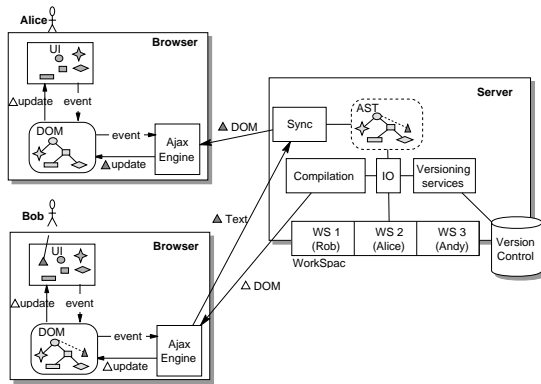 Alice
Browser
UI
△update
event
DOM
event
▲update
Ajax
Engine
Bob
Browser
UI
△update
event
DOM
event
△update
Ajax
Engine
▲ DOM
▲ Text
△ DOM
Server
Sync
AST
Compilation
IO
Versioning
services
WS 1
(Rob)
WS 2
(Alice)
WS 3
(Andy)
WorkSpac
Version
Control